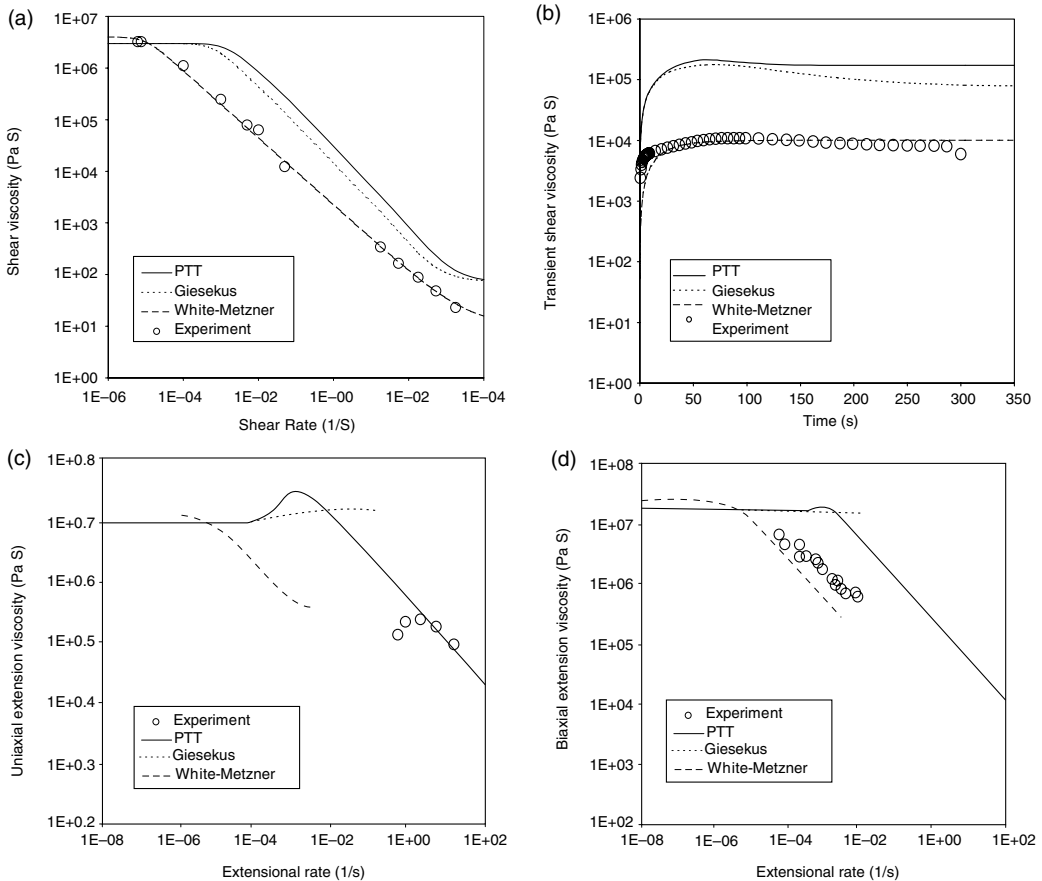 (a)
Shear viscosity (Pa S)
1E+07
1E+06
1E+05
1E+04
1E+03
1E+02
1E+01
1E+00
PTT
Giesekus
White-Metzner
Experiment
1E–06
1E–04
1E–02
1E–00
1E–02
1E–04
Shear Rate (1/S)
(b)
Transient shear viscosity (Pa S)
1E+06
1E+05
1E+04
1E+03
1E+02
1E+01
1E+00
PTT
Giesekus
White-Metzner
Experiment
0
50
100
150
200
250
300
350
Time (s)
(c)
Uniaxial extension viscosity (Pa S)
1E+0.8
1E+0.7
1E+0.6
1E+0.5
1E+0.4
1E+0.3
1E+0.2
Experiment
PTT
Giesekus
White-Metzner
1E–08
1E–06
1E–04
1E–02
1E+00
1E+02
Extensional rate (1/s)
(d)
Biaxial extension viscosity (Pa S)
1E+08
1E+07
1E+06
1E+05
1E+04
1E+03
1E+02
Experiment
PTT
Giesekus
White-Metzner
1E–08
1E–06
1E–04
1E–02
1E+00
1E+02
Extensional rate (1/s)